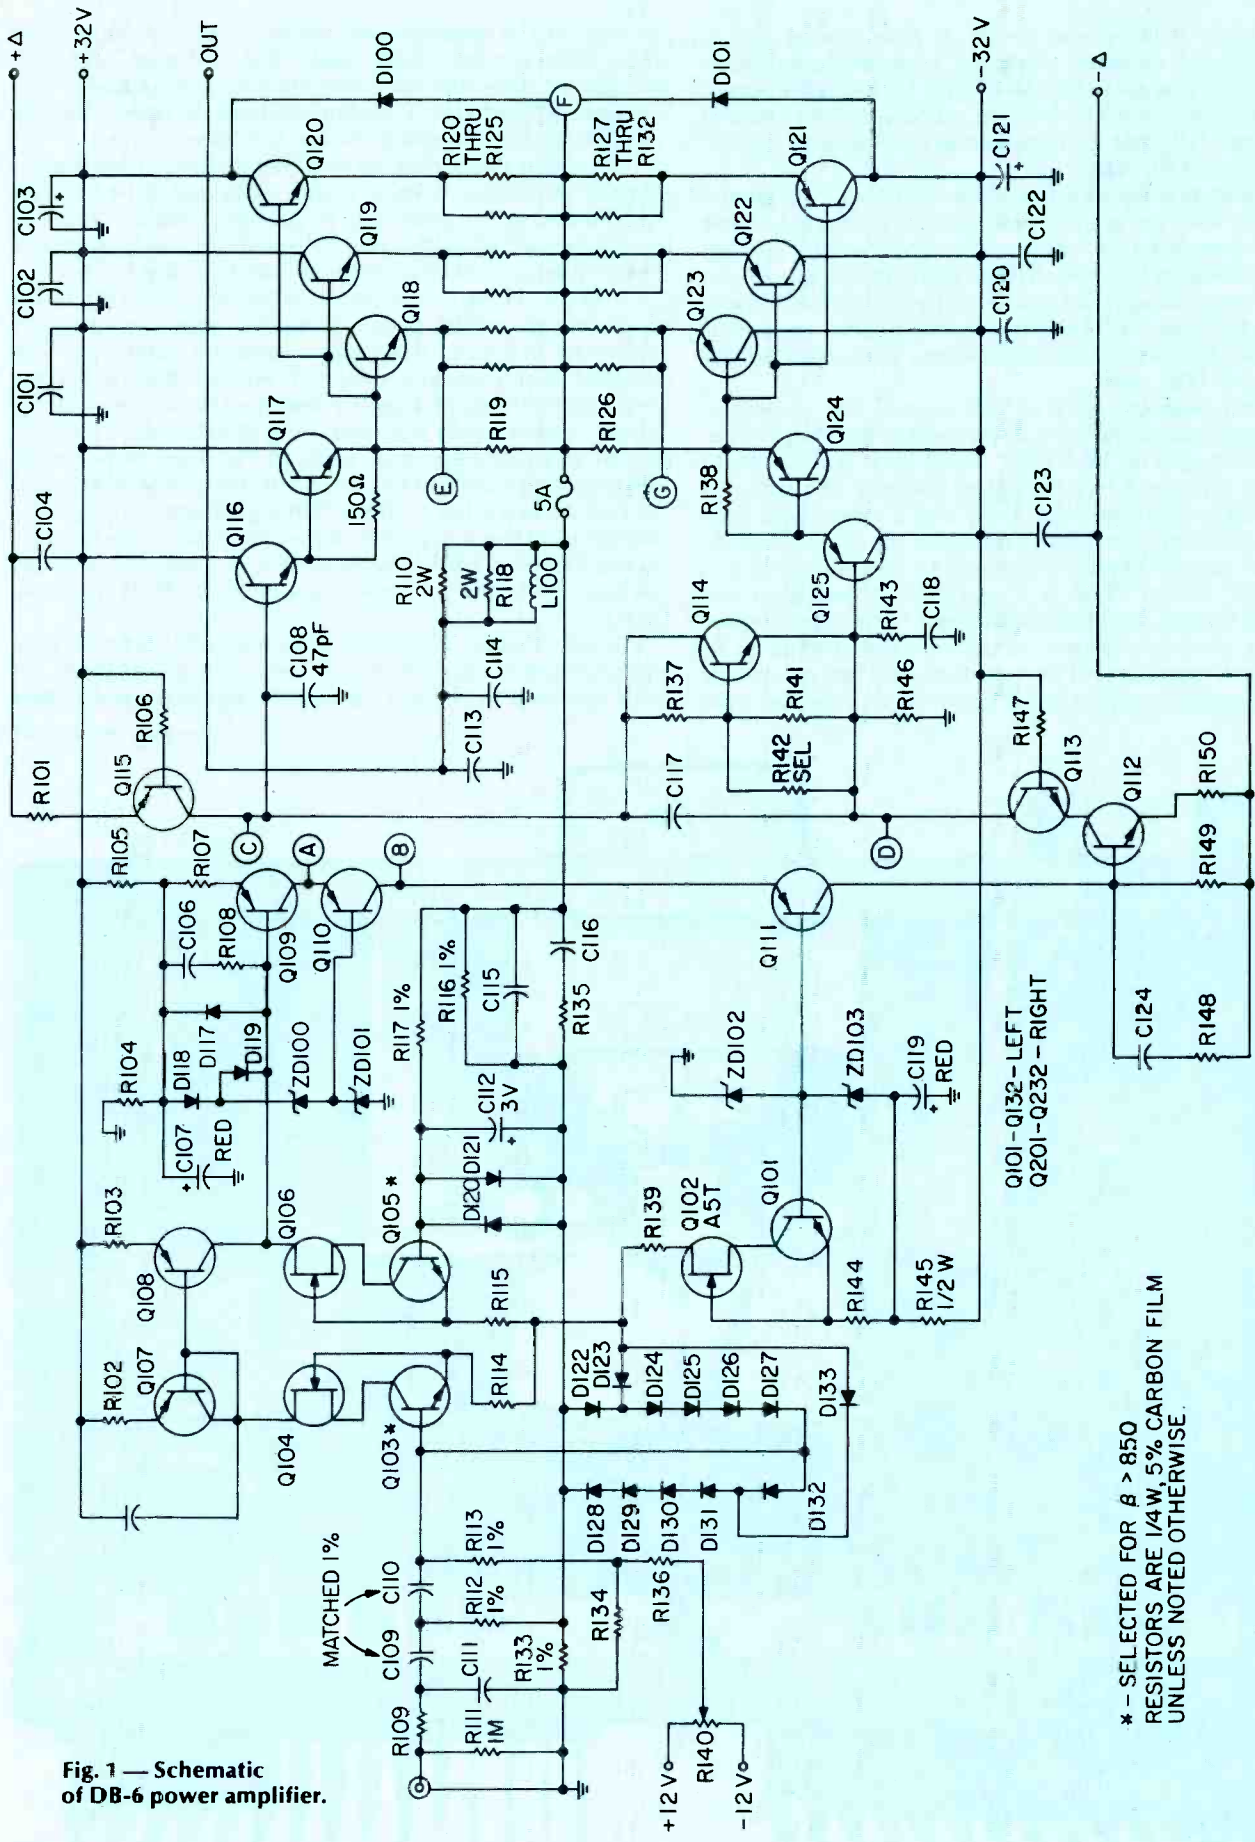 +Δ
+32V
OUT
C103
C102
C101
C104
Q120
Q119
Q118
Q117
Q116
150Ω
D100
F
D101
R120
THRU
R125
R127
THRU
R132
R119
R126
E
G
5A
Q121
Q122
Q123
Q124
Q125
R138
-32V
C121
+
C122
C120
C123
-Δ
R101
Q115
R106
C108
47pF
R110
2W
2W
R118
L100
C114
C113
Q114
R137
R141
R142
SEL
R143
C118
R146
C117
R147
Q113
Q112
R150
R149
R105
R107
C
A
B
D
C106
R108
Q109
Q110
R104
D118
D117
D119
ZD100
ZD101
C107
+
RED
R117 1%
R116 1%
C115
C116
R135
C112
3V
+
D120
D121
Q111
ZD102
ZD103
C119
RED
+
C124
R148
R103
Q108
Q106
Q105*
R102
Q107
Q104
Q103*
R115
R114
R139
Q102
A5T
Q101
R144
R145
1/2 W
D122
D123
D124
D125
D126
D127
D133
D128
D129
D130
D131
D132
MATCHED 1%
C109
C110
R113
1%
R112
1%
C111
R133
1%
R109
R111
1M
R134
R136
+12V
R140
-12V
Q101-Q132-LEFT
Q201-Q232-RIGHT
*- SELECTED FOR β > 850
RESISTORS ARE 1/4W, 5% CARBON FILM
UNLESS NOTED OTHERWISE.
Fig. 1 — Schematic
of DB-6 power amplifier.